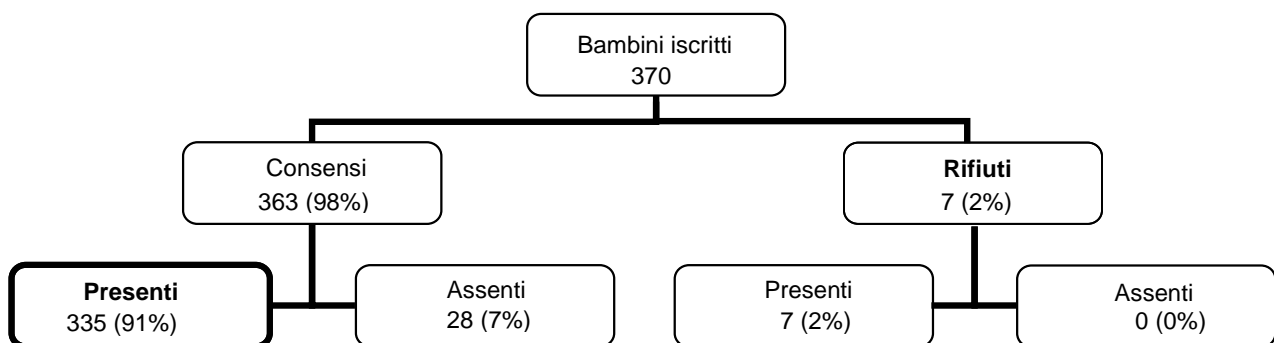 Bambini iscritti
370
Consensi
363 (98%)
Rifiuti
7 (2%)
Presenti
335 (91%)
Assenti
28 (7%)
Presenti
7 (2%)
Assenti
0 (0%)